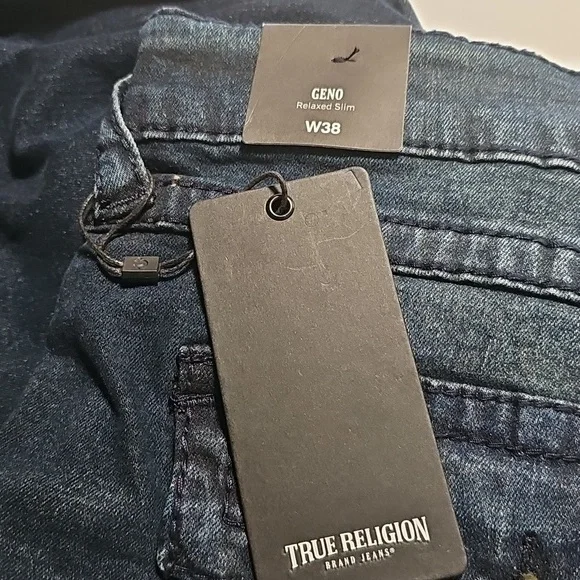 GENO
Relaxed Slim
W38
TRUE RELIGION
BRAND JEANS®